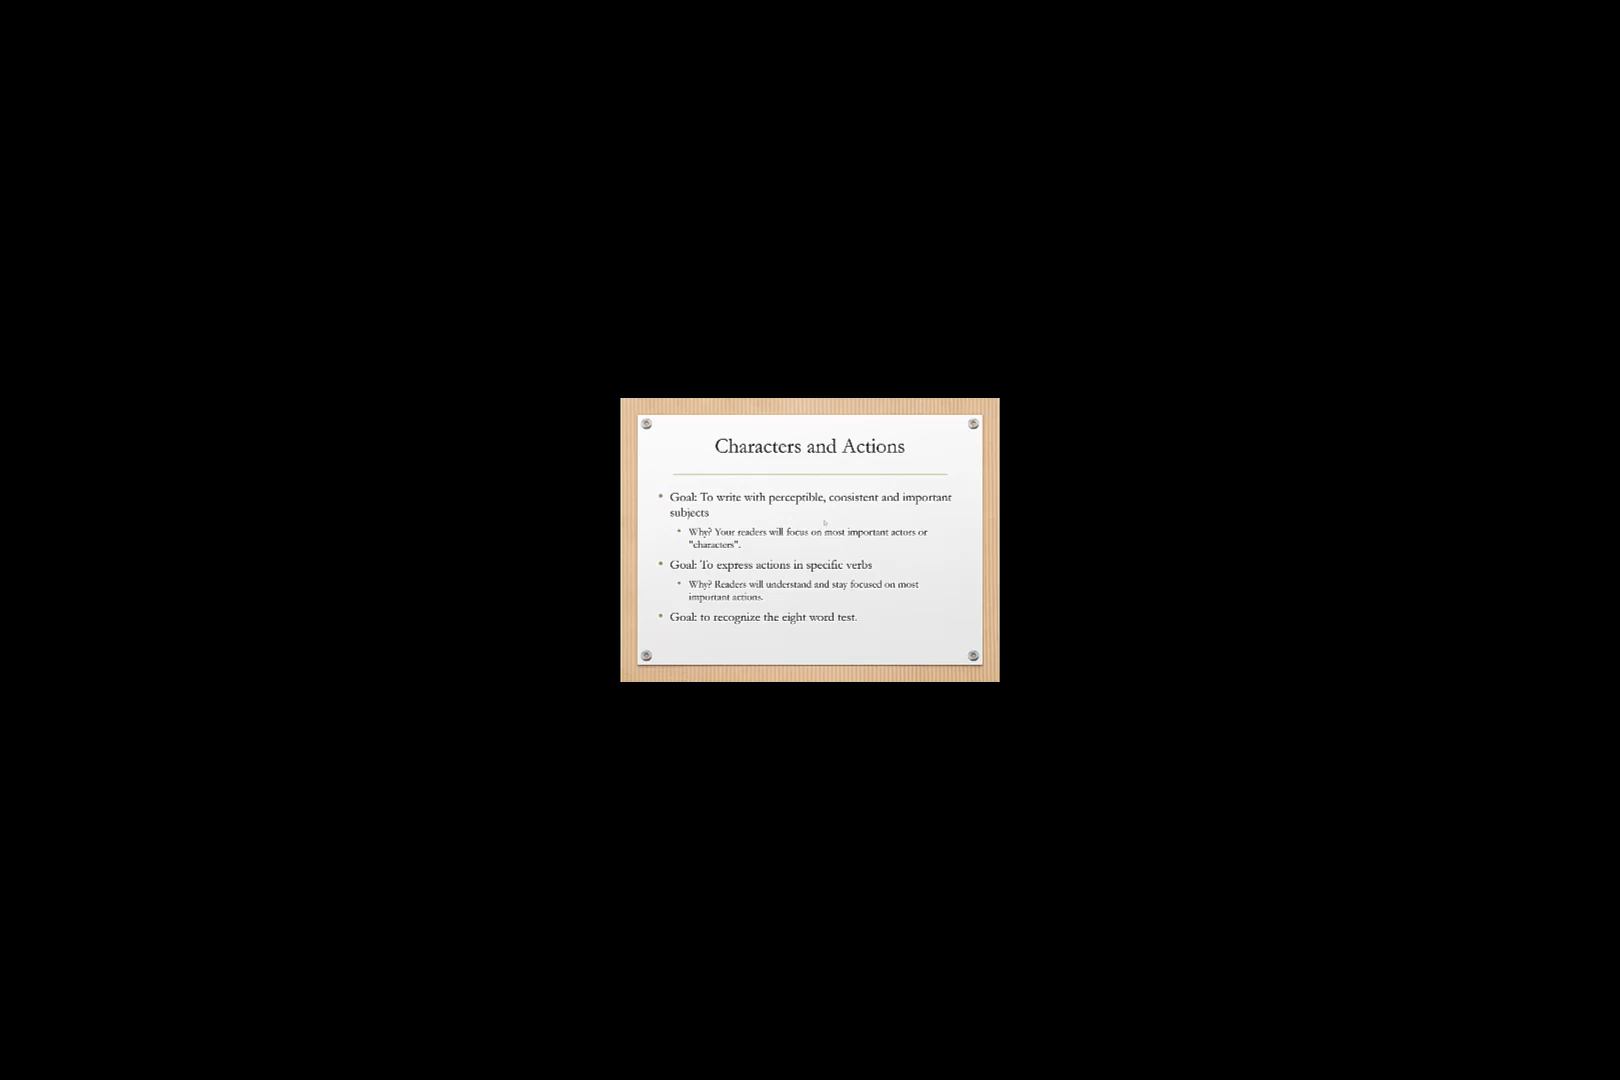 Characters and Actions
• Goal: To write with perceptible, consistent and important
subjects
• Why? Your readers will focus on most important actors or
"characters".
• Goal: To express actions in specific verbs
• Why? Readers will understand and stay focused on most
important actions.
• Goal: to recognize the eight word test.